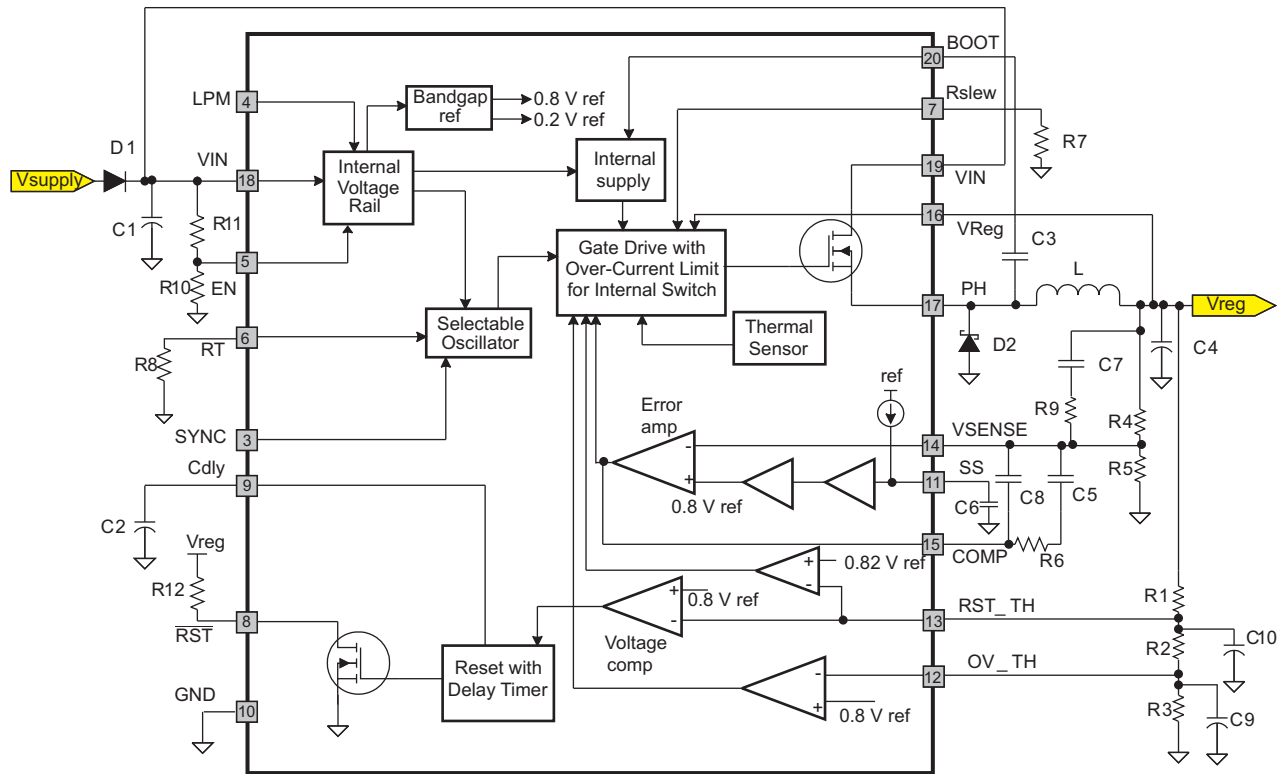 BOOT
20
LPM
4
Bandgap
ref
0.8 V ref
0.2 V ref
Rslew
7
R7
D1
VIN
Vsupply
18
Internal
Voltage
Rail
Internal
supply
19
VIN
C1
R11
16
VReg
C3
5
R10
EN
Gate Drive with
Over-Current Limit
for Internal Switch
PH
17
L
Vreg
6
RT
R8
Selectable
Oscillator
Thermal
Sensor
D2
C7
C4
ref
SYNC
3
Error
amp
R9
R4
14
VSENSE
-
+
0.8 V ref
Cdly
9
11
SS
C6
C8
C5
R5
C2
Vreg
15
COMP
R6
R12
+
-
0.82 V ref
+
-
0.8 V ref
R1
8
RST
Voltage
comp
13
RST_TH
R2
C10
Reset with
Delay Timer
OV_TH
12
-
+
0.8 V ref
GND
10
R3
C9